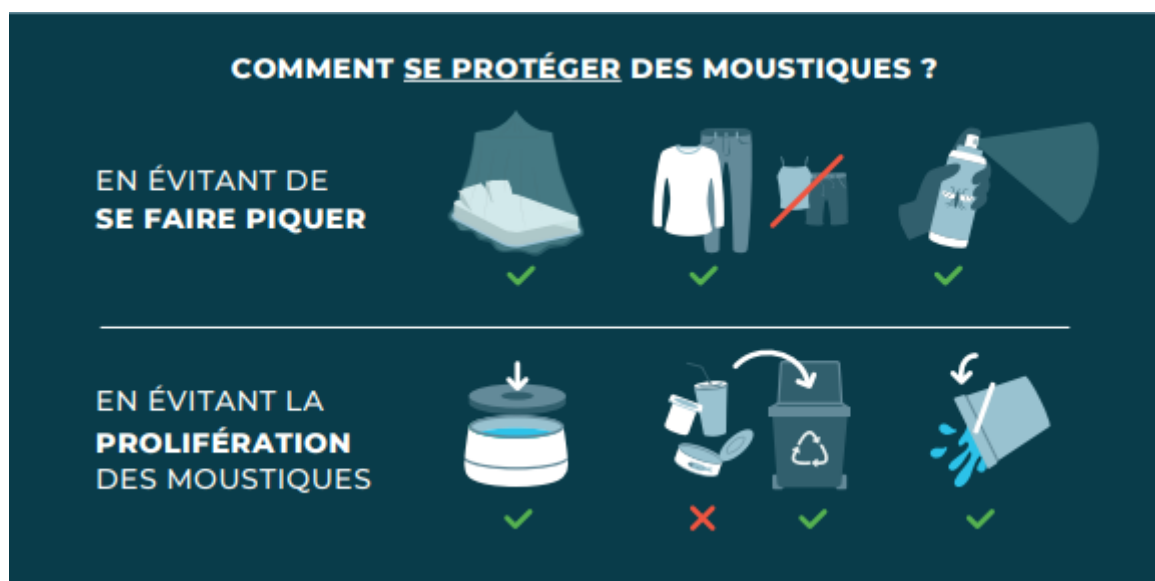 COMMENT SE PROTÉGER DES MOUSTIQUES ?
EN ÉVITANT DE
SE FAIRE PIQUER
EN ÉVITANT LA
PROLIFÉRATION
DES MOUSTIQUES